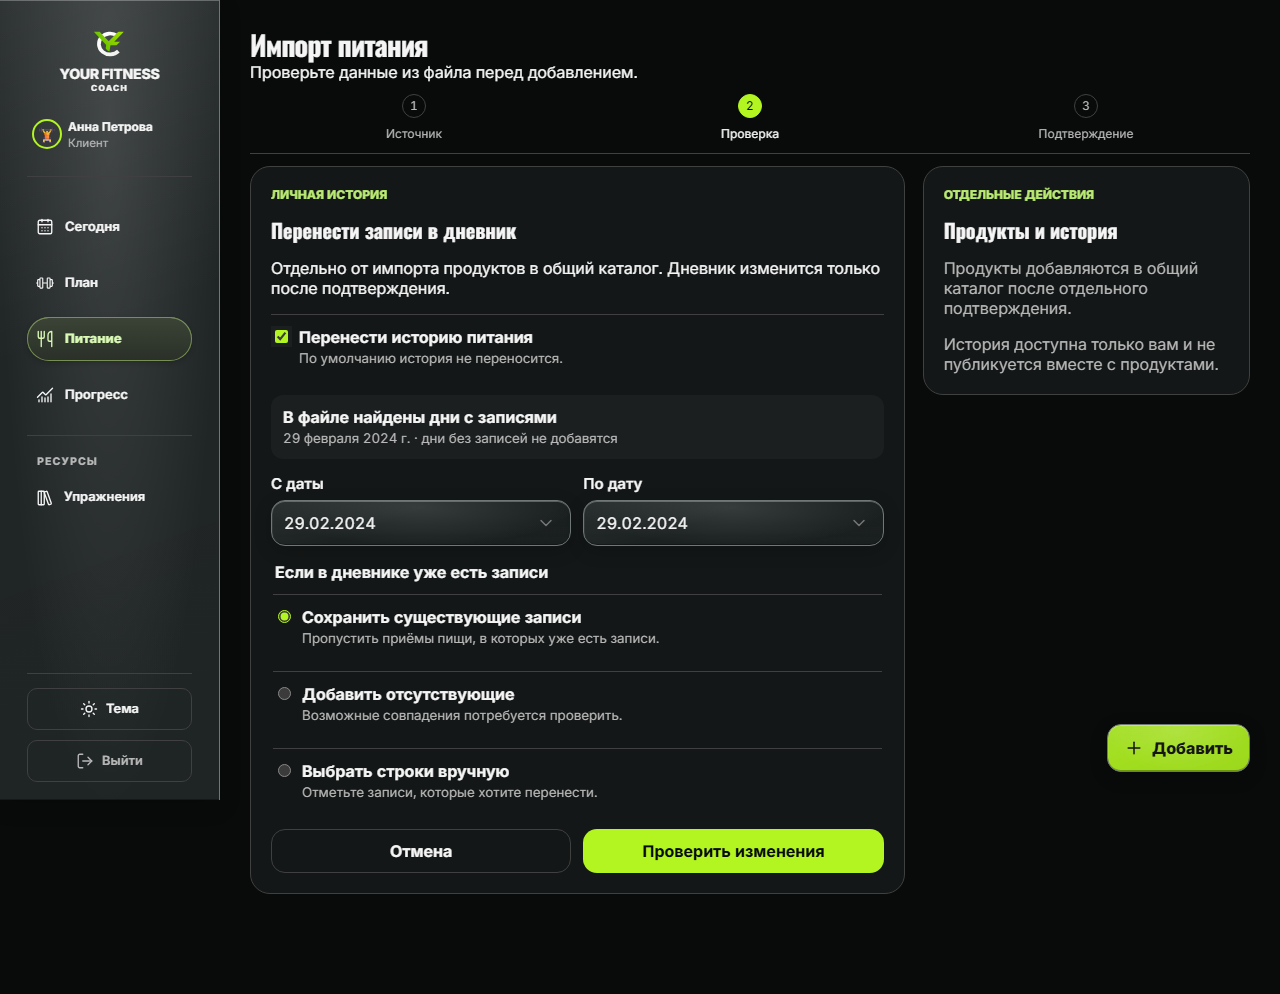 YOUR FITNESS
COACH
Анна Петрова
Клиент
Сегодня
План
Питание
Прогресс
РЕСУРСЫ
Упражнения
Тема
Выйти
Импорт питания
Проверьте данные из файла перед добавлением.
1
Источник
2
Проверка
3
Подтверждение
ЛИЧНАЯ ИСТОРИЯ
Перенести записи в дневник
Отдельно от импорта продуктов в общий каталог. Дневник изменится только
после подтверждения.
Перенести историю питания
По умолчанию история не переносится.
В файле найдены дни с записями
29 февраля 2024 г. · дни без записей не добавятся
С даты
По дату
29.02.2024
29.02.2024
Если в дневнике уже есть записи
Сохранить существующие записи
Пропустить приёмы пищи, в которых уже есть записи.
Добавить отсутствующие
Возможные совпадения потребуется проверить.
Выбрать строки вручную
Отметьте записи, которые хотите перенести.
Отмена
Проверить изменения
ОТДЕЛЬНЫЕ ДЕЙСТВИЯ
Продукты и история
Продукты добавляются в общий
каталог после отдельного
подтверждения.
История доступна только вам и не
публикуется вместе с продуктами.
Добавить